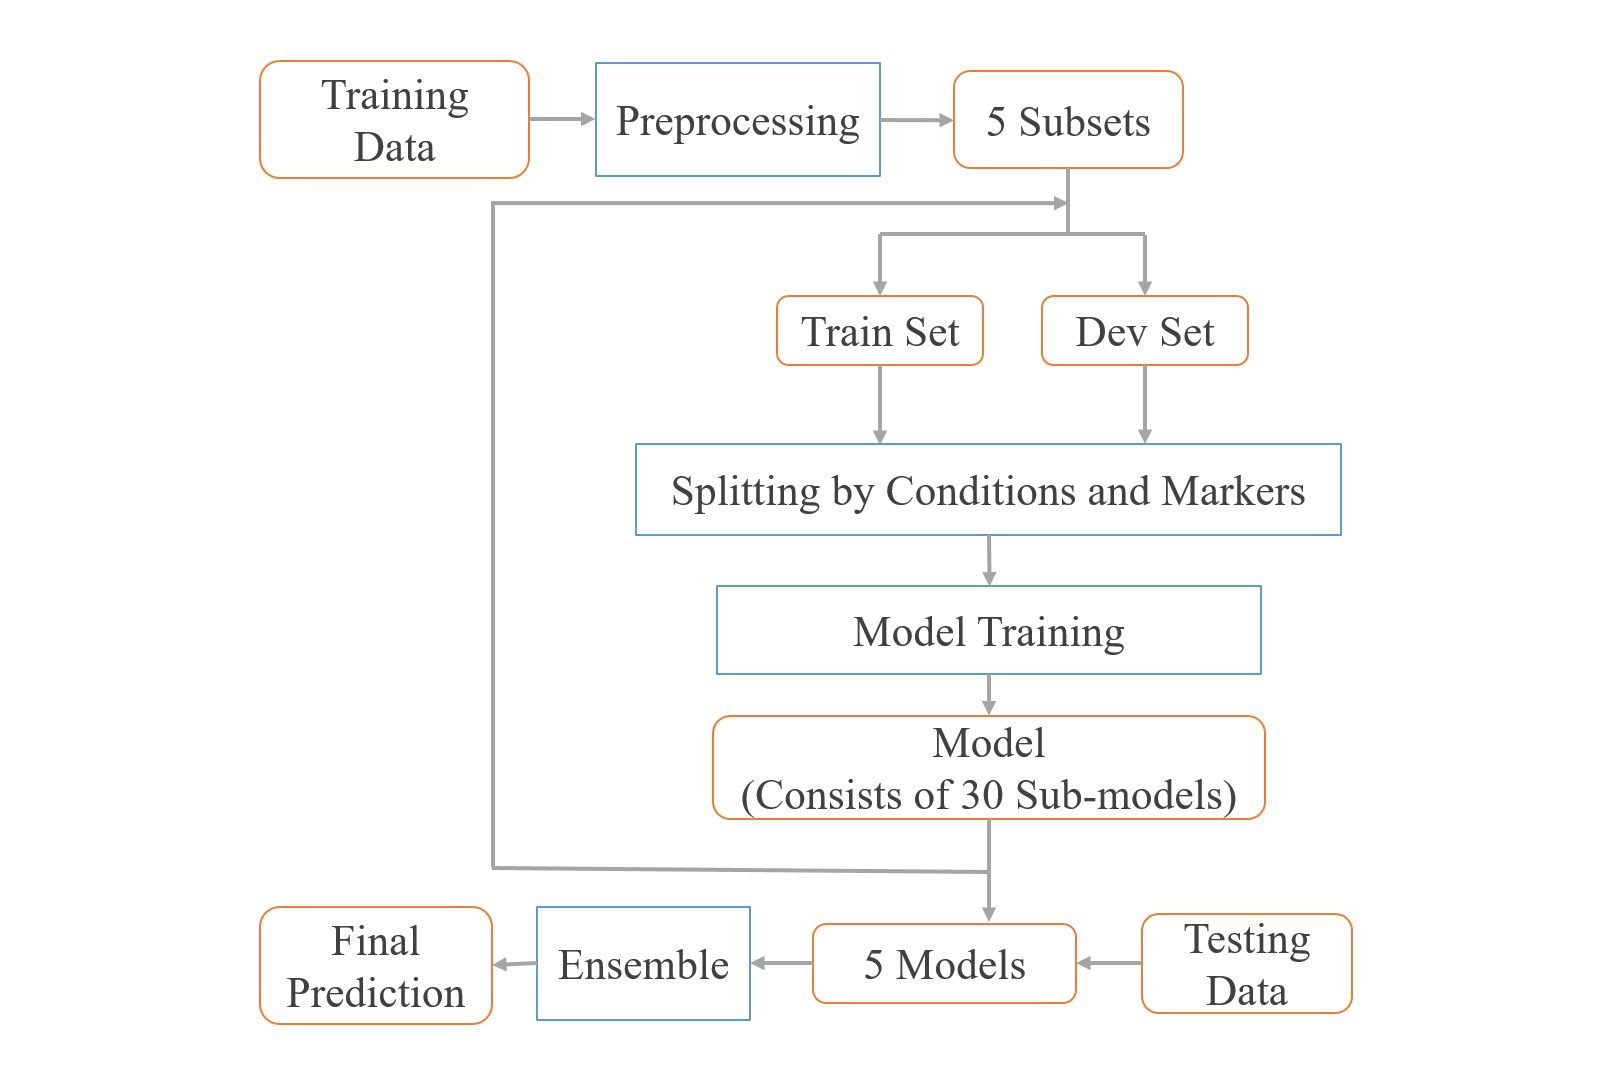 Training
Data
Preprocessing
5 Subsets
Train Set
Dev Set
Splitting by Conditions and Markers
Model Training
Model
(Consists of 30 Sub-models)
Final
Prediction
Ensemble
5 Models
Testing
Data